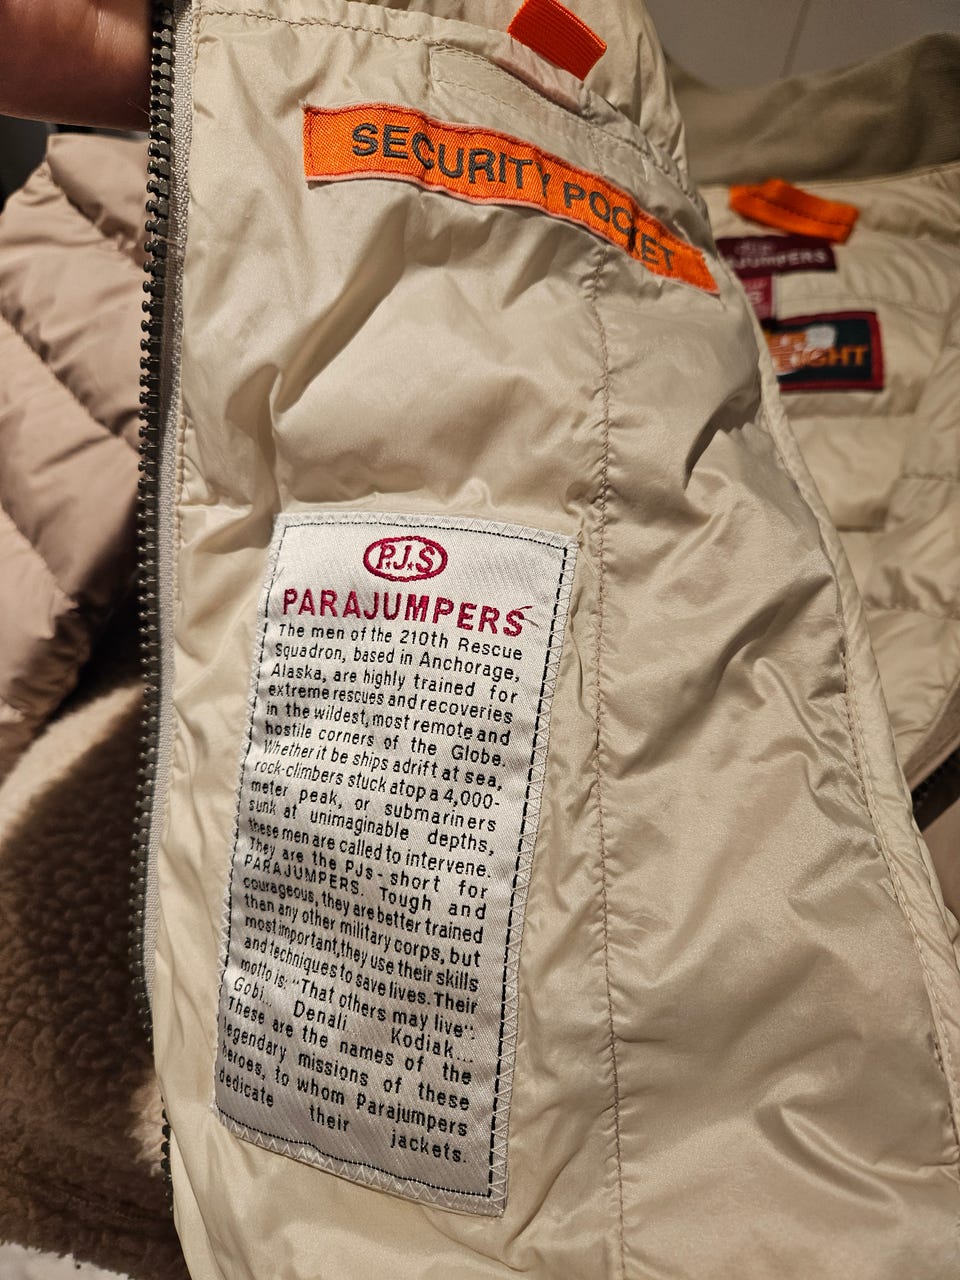 SECURITY POCKET
JUMPERS
P.J.S
PARAJUMPERS
The men of the 210th Rescue
Squadron, based in Anchorage,
Alaska, are highly trained for
extreme rescues and recoveries
in the wildest, most remote and
hostile corners of the Globe.
Whether it be ships adrift at sea,
rock-climbers stuck atop a 4,000-
meter peak, or submariners
sunk at unimaginable depths,
these men are called to intervene.
They are the PJs - short for
PARAJUMPERS. Tough and
courageous, they are better trained
than any other military corps, but
most important, they use their skills
and techniques to save lives. Their
motto is: "That others may live".
Gobi... Denali Kodiak...
These are the names of the
legendary missions of these
heroes, to whom Parajumpers
dedicate their jackets.